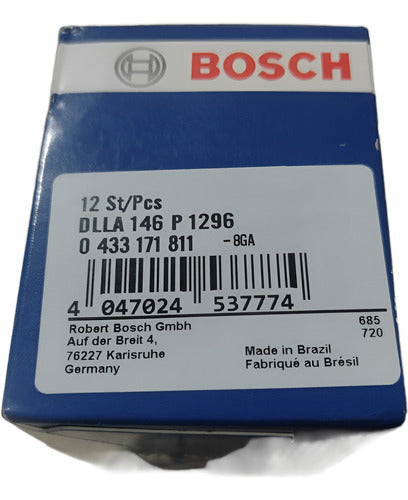 BOSCH
12 St/Pcs
DLLA 146 P 1296
0 433 171 811 -8GA
4 047024 537774
Robert Bosch Gmbh
Auf der Breit 4,
76227 Karisruhe
Germany
685
720
Made in Brazil
Fabriqué au Brésil